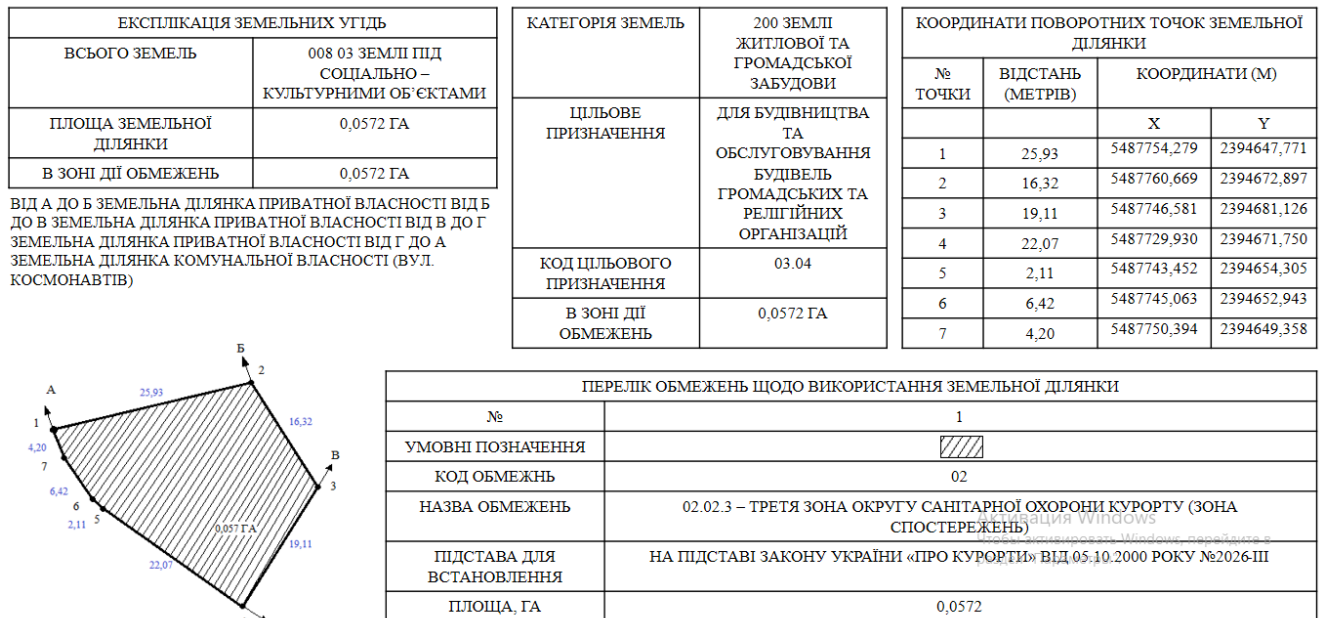 ЕКСПЛІКАЦІЯ ЗЕМЕЛЬНИХ УГІДЬ
ВСЬОГО ЗЕМЕЛЬ
008 03 ЗЕМЛІ ПІД
СОЦІАЛЬНО –
КУЛЬТУРНИМИ ОБ’ЄКТАМИ
ПЛОЩА ЗЕМЕЛЬНОЇ
ДІЛЯНКИ
0,0572 ГА
В ЗОНІ ДІЇ ОБМЕЖЕНЬ
0,0572 ГА
ВІД А ДО Б ЗЕМЕЛЬНА ДІЛЯНКА ПРИВАТНОЇ ВЛАСНОСТІ ВІД Б
ДО В ЗЕМЕЛЬНА ДІЛЯНКА ПРИВАТНОЇ ВЛАСНОСТІ ВІД В ДО Г
ЗЕМЕЛЬНА ДІЛЯНКА ПРИВАТНОЇ ВЛАСНОСТІ ВІД Г ДО А
ЗЕМЕЛЬНА ДІЛЯНКА КОМУНАЛЬНОЇ ВЛАСНОСТІ (ВУЛ.
КОСМОНАВТІВ)
КАТЕГОРІЯ ЗЕМЕЛЬ
200 ЗЕМЛІ
ЖИТЛОВОЇ ТА
ГРОМАДСЬКОЇ
ЗАБУДОВИ
ЦІЛЬОВЕ
ПРИЗНАЧЕННЯ
ДЛЯ БУДІВНИЦТВА
ТА
ОБСЛУГОВУВАННЯ
БУДІВЕЛЬ
ГРОМАДСЬКИХ ТА
РЕЛІГІЙНИХ
ОРГАНІЗАЦІЙ
КОД ЦІЛЬОВОГО
ПРИЗНАЧЕННЯ
03.04
В ЗОНІ ДІЇ
ОБМЕЖЕНЬ
0,0572 ГА
КООРДИНАТИ ПОВОРОТНИХ ТОЧОК ЗЕМЕЛЬНОЇ
ДІЛЯНКИ
№
ТОЧКИ
ВІДСТАНЬ
(МЕТРІВ)
КООРДИНАТИ (М)
X Y
1 25,93 5487754,279 2394647,771
2 16,32 5487760,669 2394672,897
3 19,11 5487746,581 2394681,126
4 22,07 5487729,930 2394671,750
5 2,11 5487743,452 2394654,305
6 6,42 5487745,063 2394652,943
7 4,20 5487750,394 2394649,358
Б
2
А
25,93
1
16,32
4,20
7
В
3
6,42
6
2,11
5
0,057 ГА
19,11
22,07
ПЕРЕЛІК ОБМЕЖЕНЬ ЩОДО ВИКОРИСТАННЯ ЗЕМЕЛЬНОЇ ДІЛЯНКИ
№ 1
УМОВНІ ПОЗНАЧЕННЯ
КОД ОБМЕЖНЬ 02
НАЗВА ОБМЕЖЕНЬ
02.02.3 – ТРЕТЯ ЗОНА ОКРУГУ САНІТАРНОЇ ОХОРОНИ КУРОРТУ (ЗОНА
СПОСТЕРЕЖЕНЬ)
Активация Windows
Чтобы активировать Windows, перейдите в
раздел "Параметры".
ПІДСТАВА ДЛЯ
ВСТАНОВЛЕННЯ
НА ПІДСТАВІ ЗАКОНУ УКРАЇНИ «ПРО КУРОРТИ» ВІД 05.10.2000 РОКУ №2026-ІІІ
ПЛОЩА, ГА 0,0572